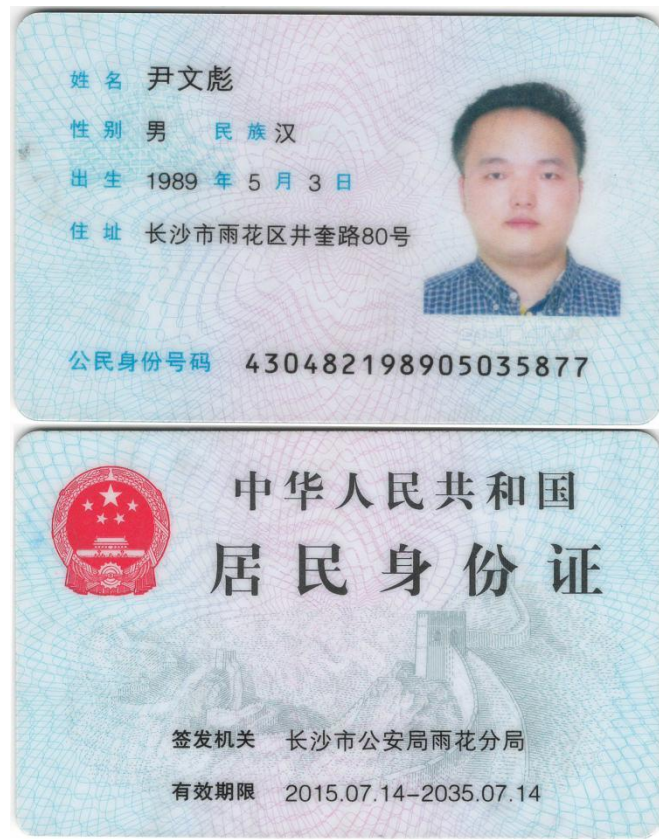 姓名 尹文彪
性别 男 民族 汉
出生 1989 年 5 月 3 日
住址 长沙市雨花区井奎路80号
公民身份号码 430482198905035877
中华人民共和国
居民身份证
签发机关 长沙市公安局雨花分局
有效期限 2015.07.14-2035.07.14